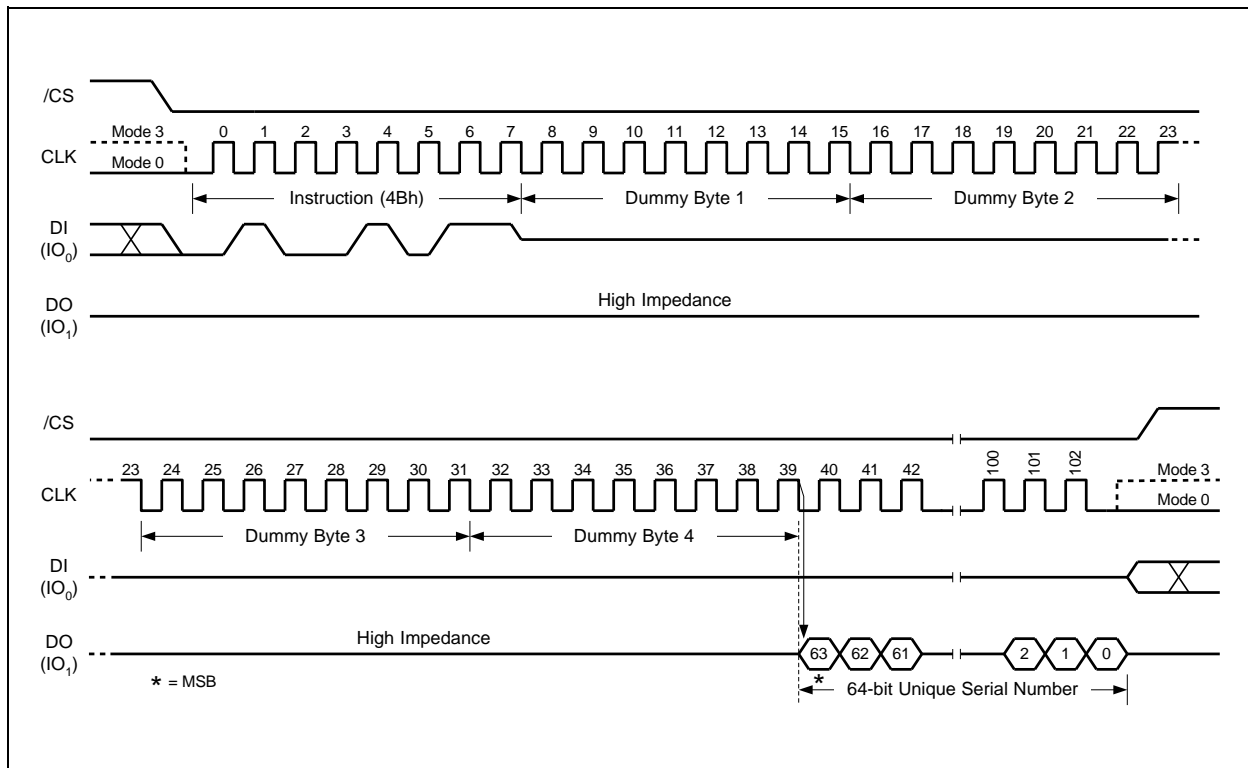 /CS
Mode 3
0 1 2 3 4 5 6 7 8 9 10 11 12 13 14 15 16 17 18 19 20 21 22 23
CLK
Mode 0
Instruction (4Bh)
Dummy Byte 1
Dummy Byte 2
DI
(IO0)
High Impedance
DO
(IO1)
/CS
23 24 25 26 27 28 29 30 31 32 33 34 35 36 37 38 39 40 41 42 100 101 102
Mode 3
CLK
Mode 0
Dummy Byte 3
Dummy Byte 4
DI
(IO0)
High Impedance
DO
(IO1)
63 62 61 2 1 0
* = MSB
*
64-bit Unique Serial Number